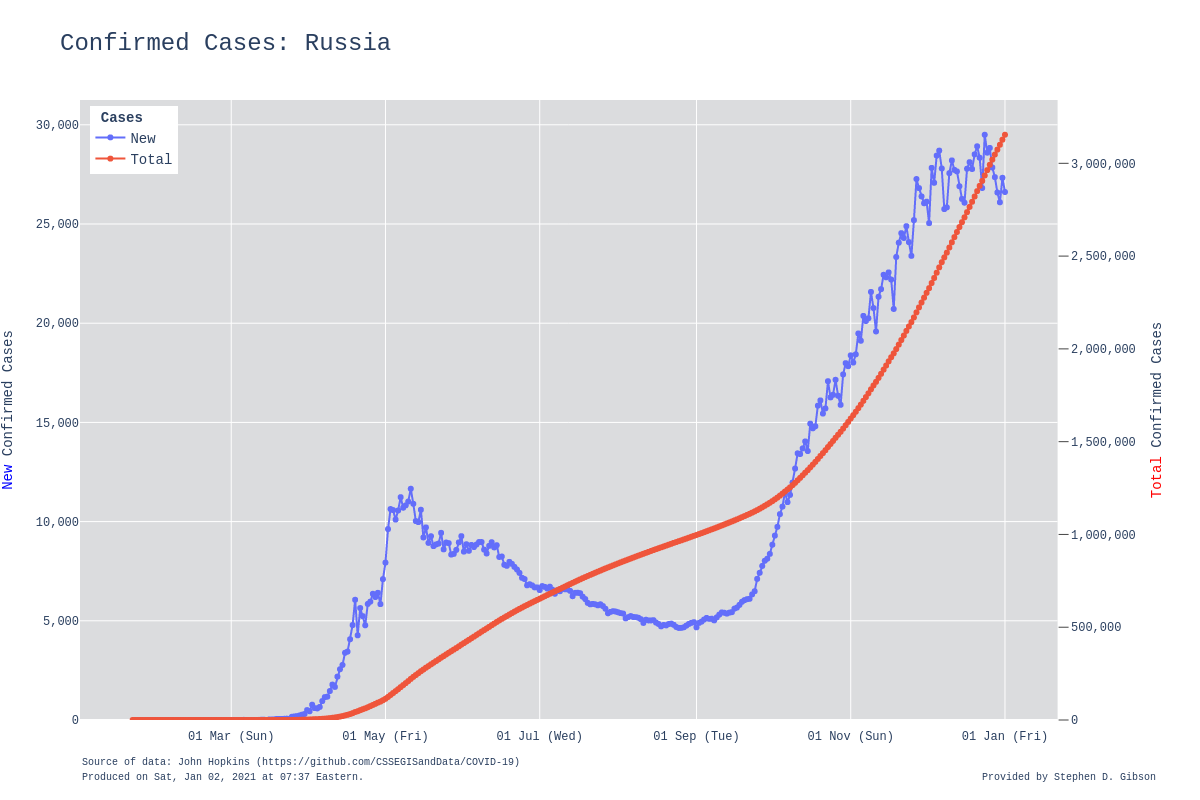 Confirmed Cases: Russia
Cases
New
Total
30,000
25,000
20,000
15,000
10,000
5,000
0
3,000,000
2,500,000
2,000,000
1,500,000
1,000,000
500,000
0
New Confirmed Cases
Total Confirmed Cases
01 Mar (Sun)
01 May (Fri)
01 Jul (Wed)
01 Sep (Tue)
01 Nov (Sun)
01 Jan (Fri)
Source of data: John Hopkins (https://github.com/CSSEGISandData/COVID-19)
Produced on Sat, Jan 02, 2021 at 07:37 Eastern.
Provided by Stephen D. Gibson